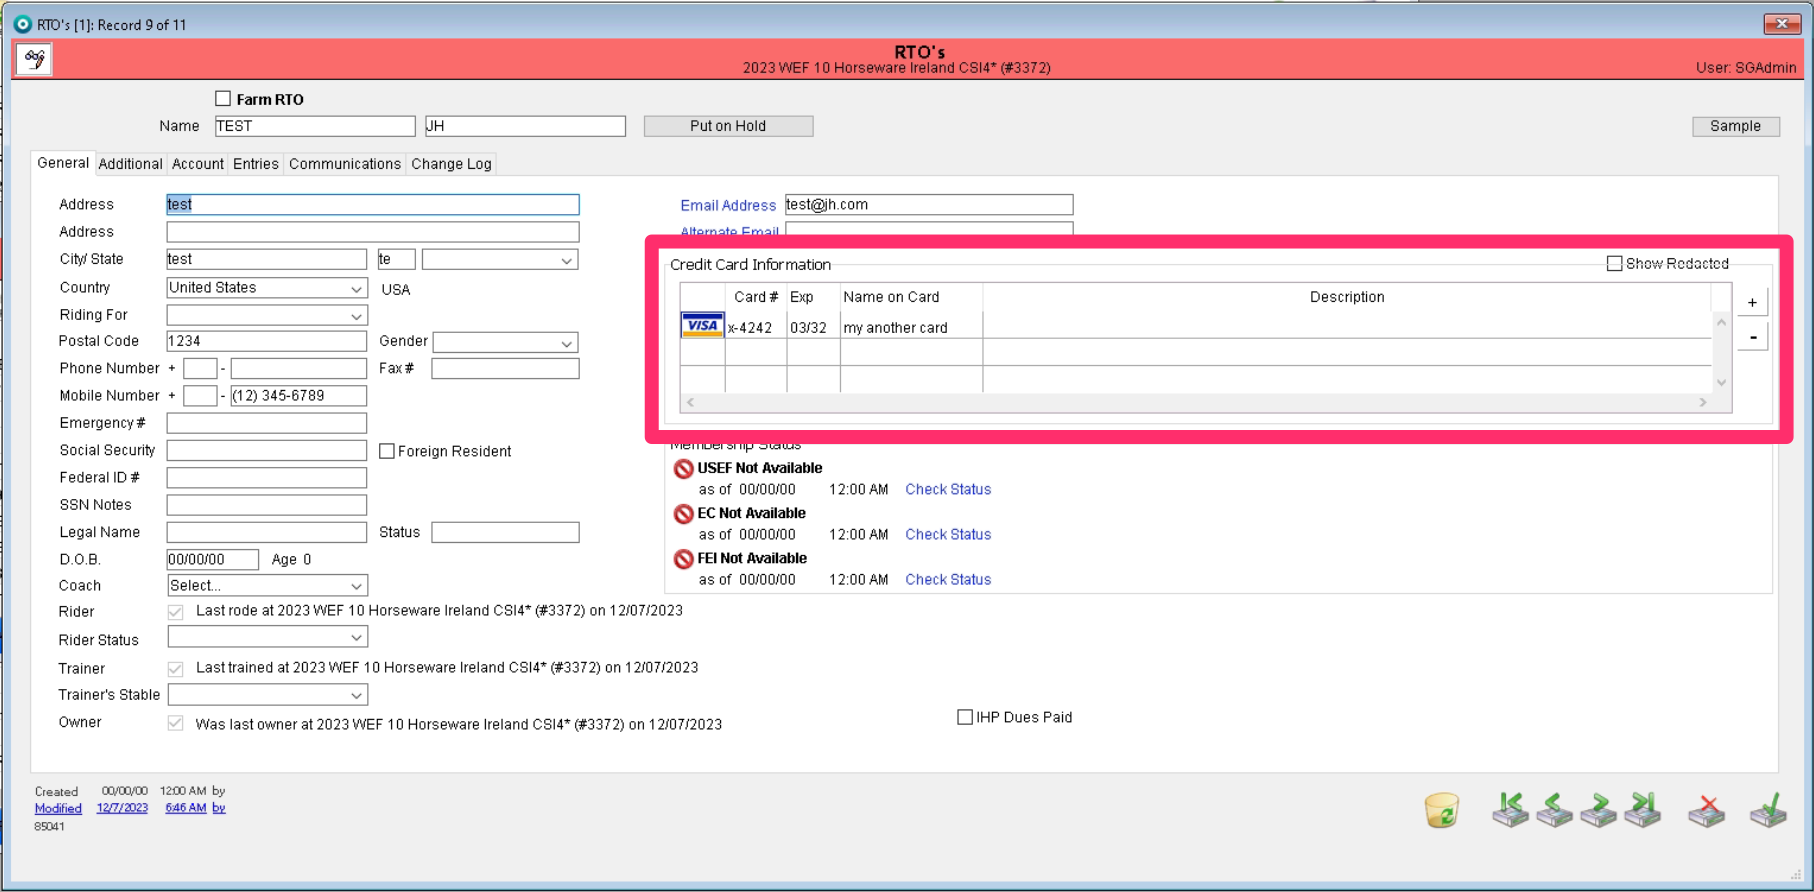 RTO's [1]: Record 9 of 11
RTO's
2023 WEF 10 Horseware Ireland CSI4* (#3372)
User: SGAdmin
Farm RTO
Name TEST JH Put on Hold Sample
General Additional Account Entries Communications Change Log
Address test
Email Address test@jh.com
Address
Alternate Email
City/ State test te
Country United States USA
Riding For
Postal Code 1234 Gender
Phone Number + - Fax #
Mobile Number + - (12) 345-6789
Emergency #
Social Security Foreign Resident
Federal ID #
SSN Notes
Legal Name Status
D.O.B. 00/00/00 Age 0
Coach Select...
Rider Last rode at 2023 WEF 10 Horseware Ireland CSI4* (#3372) on 12/07/2023
Rider Status
Trainer Last trained at 2023 WEF 10 Horseware Ireland CSI4* (#3372) on 12/07/2023
Trainer's Stable
Owner Was last owner at 2023 WEF 10 Horseware Ireland CSI4* (#3372) on 12/07/2023
Credit Card Information Show Redacted
Card # Exp Name on Card Description
+
VISA x-4242 03/32 my another card
-
Membership Status
USEF Not Available
as of 00/00/00 12:00 AM Check Status
EC Not Available
as of 00/00/00 12:00 AM Check Status
FEI Not Available
as of 00/00/00 12:00 AM Check Status
IHP Dues Paid
Created 00/00/00 12:00 AM by
Modified 12/7/2023 6:46 AM by
85041